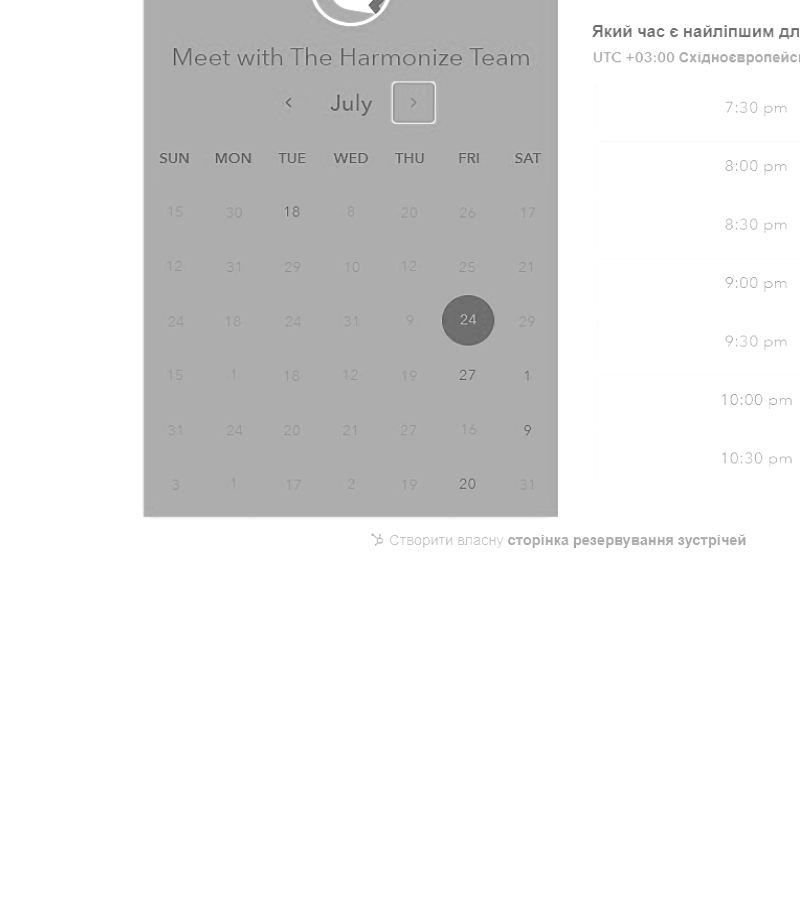 Meet with The Harmonize Team
July
SUN MON TUE WED THU FRI SAT
15 30 18 8 20 26 17
12 31 29 10 12 25 21
24 18 24 31 9 24 29
15 1 18 12 19 27 1
31 24 20 21 27 16 9
3 1 17 2 19 20 31
Який час є найліпшим
UTC +03:00
7:30 pm
8:00 pm
8:30 pm
9:00 pm
9:30 pm
10:00 pm
10:30 pm
Створити власну сторінка резервування зустрічей